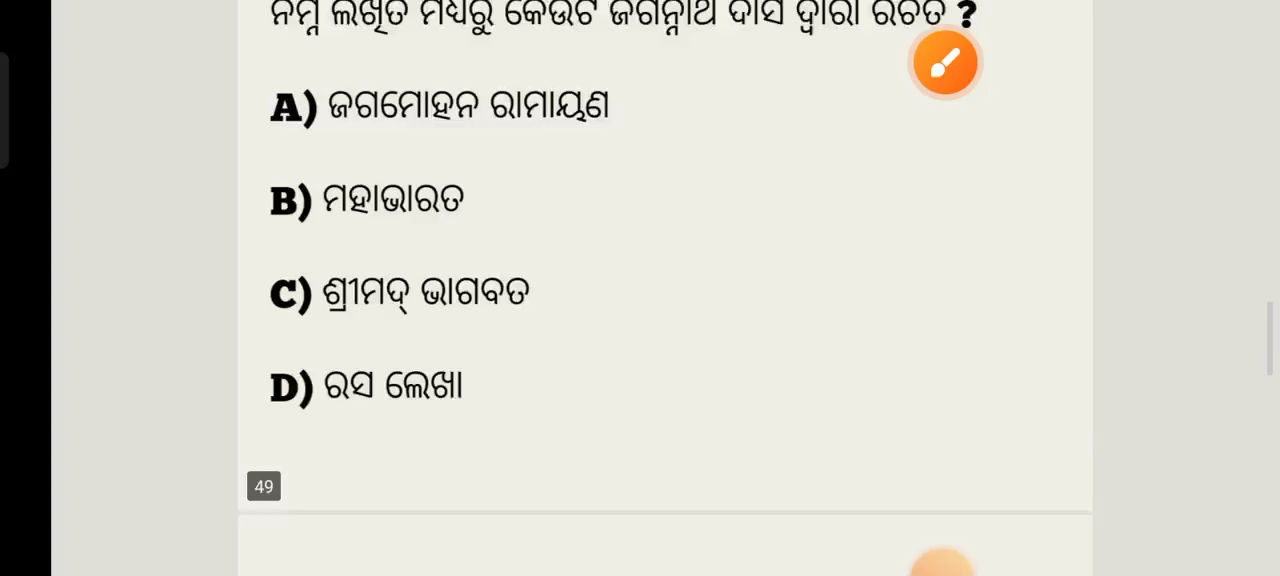 ନିମ୍ନ ଲିଖିତ ମଧ୍ୟରୁ କେଉଁଟି ଜଗନ୍ନାଥ ଦାସ ଦ୍ୱାରା ରଚିତ ?
A) ଜଗମୋହନ ରାମାୟଣ
B) ମହାଭାରତ
C) ଶ୍ରୀମଦ୍ ଭାଗବତ
D) ରସ ଲେଖା
49